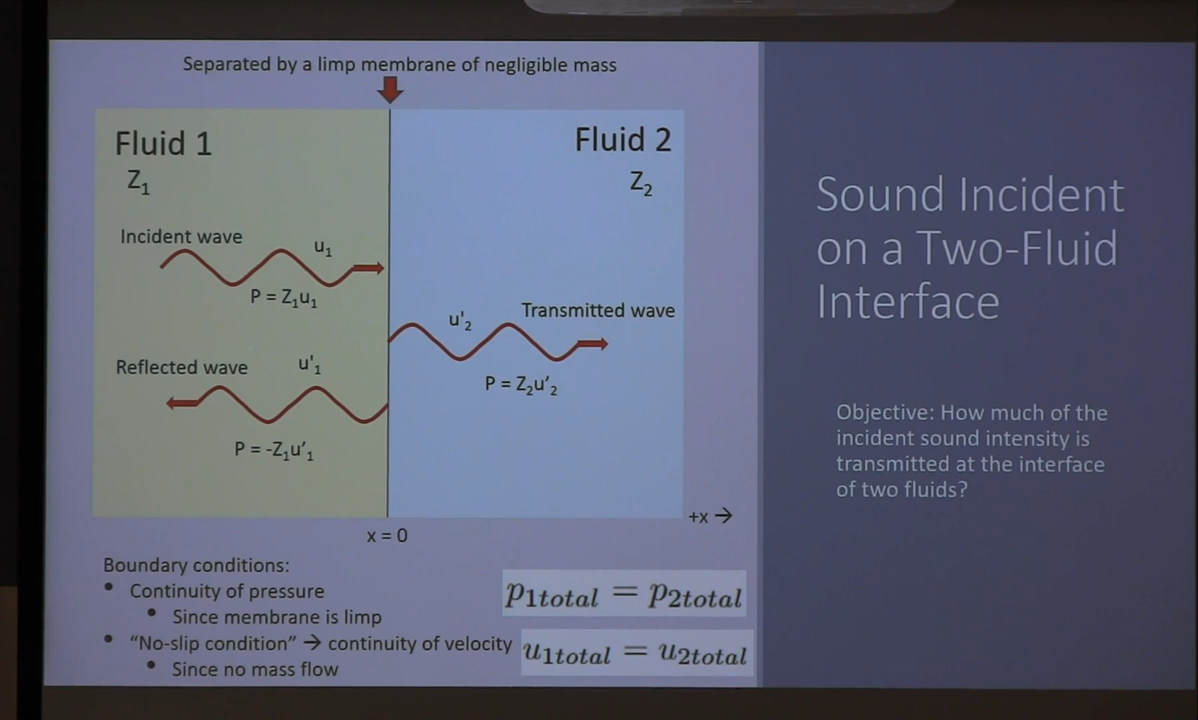 Separated by a limp membrane of negligible mass
Fluid 1
Z₁
Fluid 2
Z₂
Incident wave
u₁
P = Z₁u₁
Reflected wave
u'₁
P = -Z₁u'₁
u'₂
Transmitted wave
P = Z₂u'₂
x = 0
+x →
Boundary conditions:
• Continuity of pressure
• Since membrane is limp
• “No-slip condition” → continuity of velocity
• Since no mass flow
p₁total = p₂total
u₁total = u₂total
Sound Incident
on a Two-Fluid
Interface
Objective: How much of the
incident sound intensity is
transmitted at the interface
of two fluids?